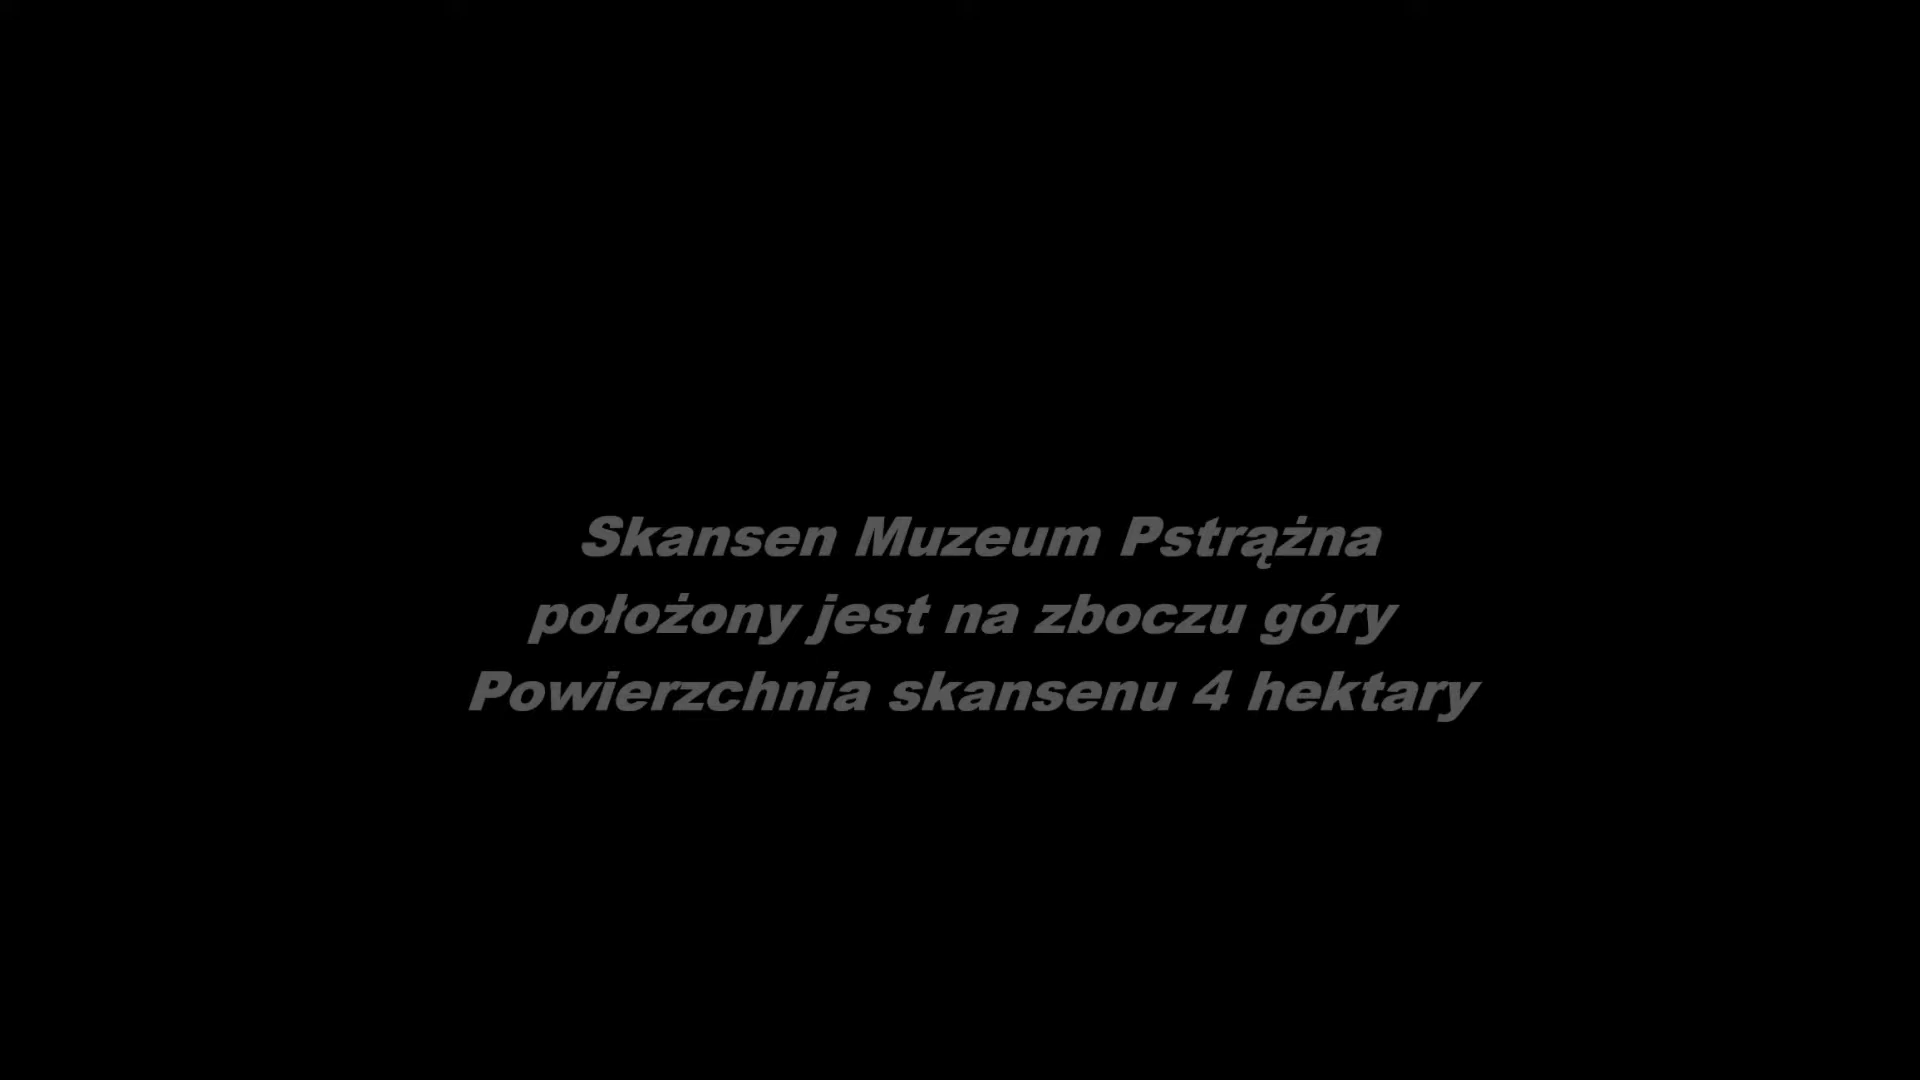 Skansen Muzeum Pstrążna
położony jest na zboczu góry
Powierzchnia skansenu 4 hektary